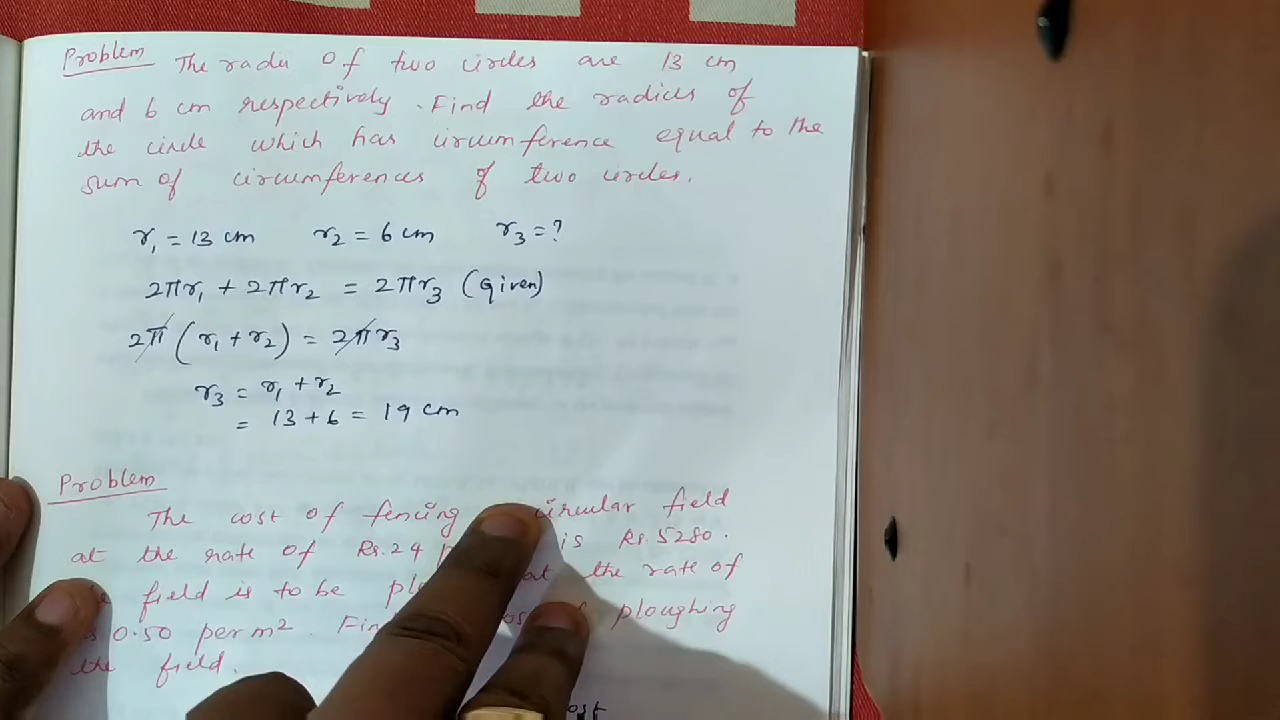 Problem The radii of two circles are 13 cm
and 6 cm respectively. Find the radius of
the circle which has circumference equal to the
sum of circumferences of two circles.
r₁ = 13 cm r₂ = 6 cm r₃ = ?
2πr₁ + 2πr₂ = 2πr₃ (Given)
2π (r₁ + r₂) = 2πr₃
r₃ = r₁ + r₂
= 13 + 6 = 19 cm
Problem
The cost of fencing circular field
at the rate of Rs. 24 is Rs. 5280.
field is to be at the rate of
0.50 per m². ploughing
the field.